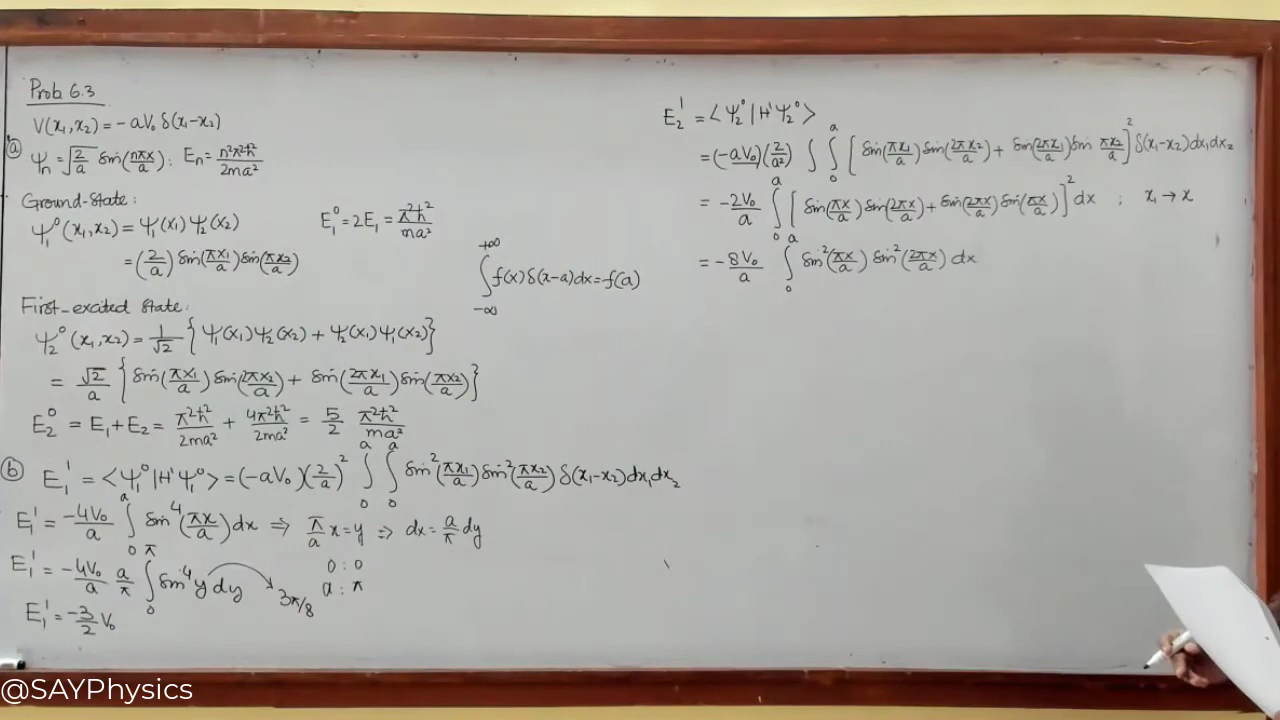 Prob 6.3
V(x₁,x₂) = -aV₀ δ(x₁-x₂)
ⓐ ψₙ = √(2/a) Sin(nπx/a) ; Eₙ = n²π²ħ²/2ma²
Ground-State:
ψ₁⁰(x₁,x₂) = ψ₁(x₁) ψ₂(x₂) E₁⁰ = 2E₁ = π²ħ²/ma²
= (2/a) Sin(πx₁/a) Sin(πx₂/a)
∫₋∞⁺∞ f(x) δ(x-a)dx = f(a)
First-excited State:
ψ₂⁰(x₁,x₂) = 1/√2 {ψ₁(x₁)ψ₂(x₂) + ψ₂(x₁)ψ₁(x₂)}
= √2/a {Sin(πx₁/a) Sin(2πx₂/a) + Sin(2πx₁/a) Sin(πx₂/a)}
E₂⁰ = E₁+E₂ = π²ħ²/2ma² + 4π²ħ²/2ma² = 5/2 π²ħ²/ma²
ⓑ E₁¹ = <ψ₁⁰|H'ψ₁⁰> = (-aV₀)(2/a)² ∫₀ᵃ ∫₀ᵃ Sin²(πx₁/a) Sin²(πx₂/a) δ(x₁-x₂)dx₁dx₂
E₁¹ = -4V₀/a ∫₀ᵃ Sin⁴(πx/a)dx ⇒ π/a x = y ⇒ dx = a/π dy
E₁¹ = -4V₀/a a/π ∫₀^π Sin⁴y dy → 3π/8
0 : 0
a : π
E₁¹ = -3/2 V₀
E₂¹ = <ψ₂⁰|H'ψ₂⁰>
= (-aV₀)(2/a²) ∫ ∫₀ᵃ [Sin(πx₁/a) Sin(2πx₂/a) + Sin(2πx₁/a) Sin πx₂/a]² δ(x₁-x₂)dx₁dx₂
= -2V₀/a ∫₀ᵃ [Sin(πx/a) Sin(2πx/a) + Sin(2πx/a) Sin(πx/a)]² dx ; x₁ → x
= -8V₀/a ∫₀ᵃ Sin²(πx/a) Sin²(2πx/a) dx
@SAYPhysics